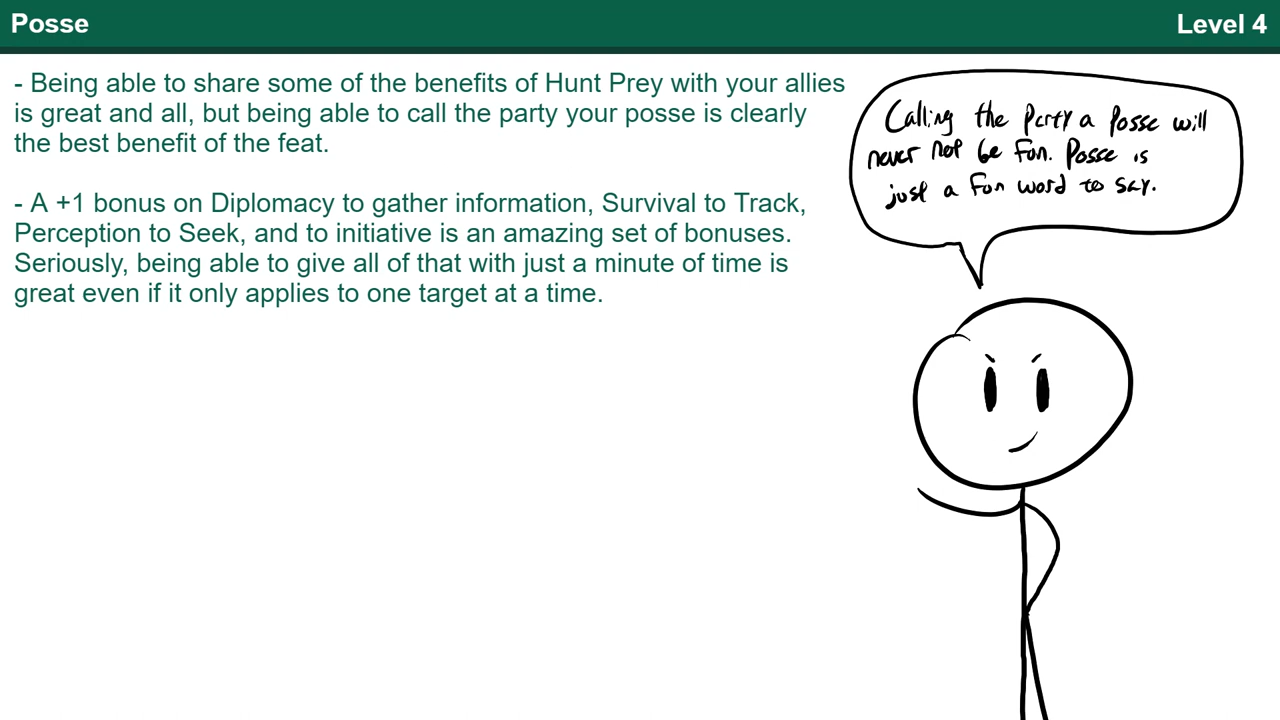 Posse
Level 4
- Being able to share some of the benefits of Hunt Prey with your allies
is great and all, but being able to call the party your posse is clearly
the best benefit of the feat.
- A +1 bonus on Diplomacy to gather information, Survival to Track,
Perception to Seek, and to initiative is an amazing set of bonuses.
Seriously, being able to give all of that with just a minute of time is
great even if it only applies to one target at a time.
Calling the party a posse will
never not be fun. Posse is
just a fun word to say.